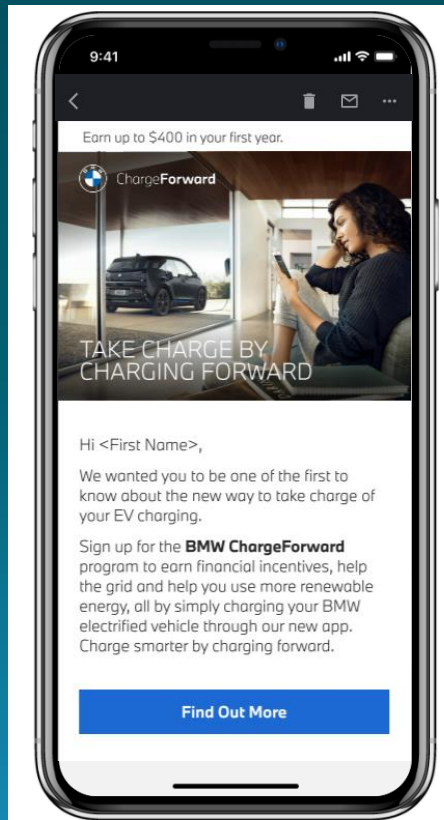 9:41
Earn up to $400 in your first year.
ChargeForward
TAKE CHARGE BY
CHARGING FORWARD
Hi <First Name>,
We wanted you to be one of the first to
know about the new way to take charge of
your EV charging.
Sign up for the BMW ChargeForward
program to earn financial incentives, help
the grid and help you use more renewable
energy, all by simply charging your BMW
electrified vehicle through our new app.
Charge smarter by charging forward.
Find Out More